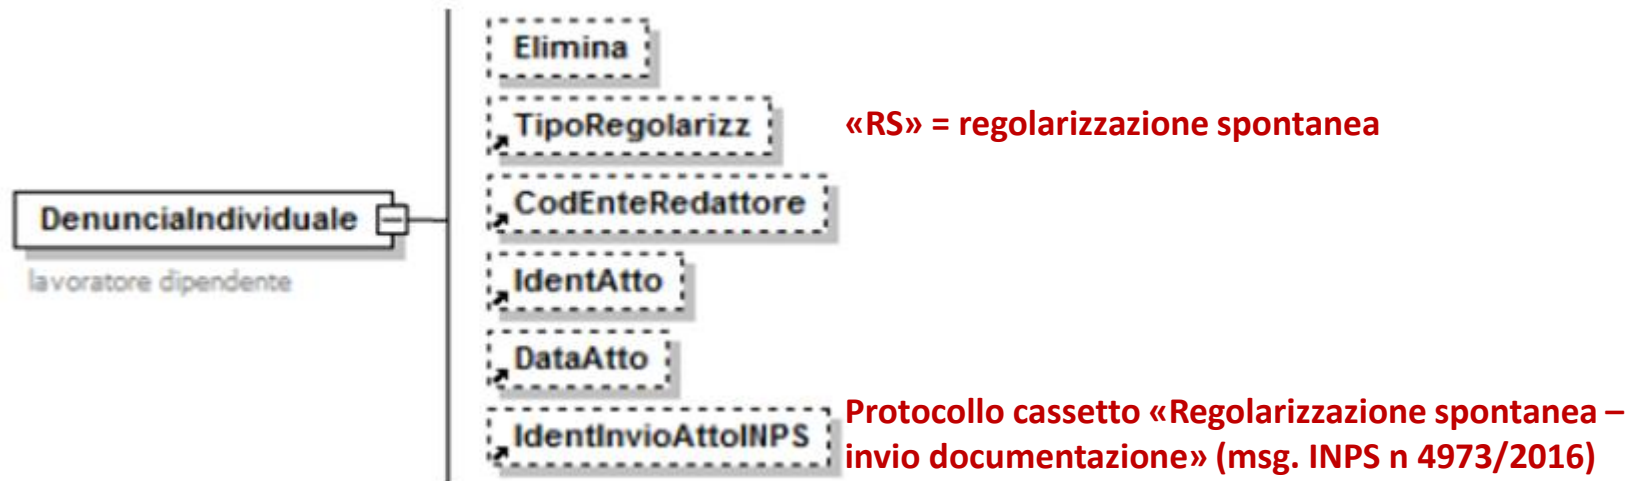 Elimina
TipoRegolarizz
«RS» = regolarizzazione spontanea
CodEnteRedattore
DenunciaIndividuale
lavoratore dipendente
IdentAtto
DataAtto
IdentInvioAttoINPS
Protocollo cassetto «Regolarizzazione spontanea –
invio documentazione» (msg. INPS n 4973/2016)